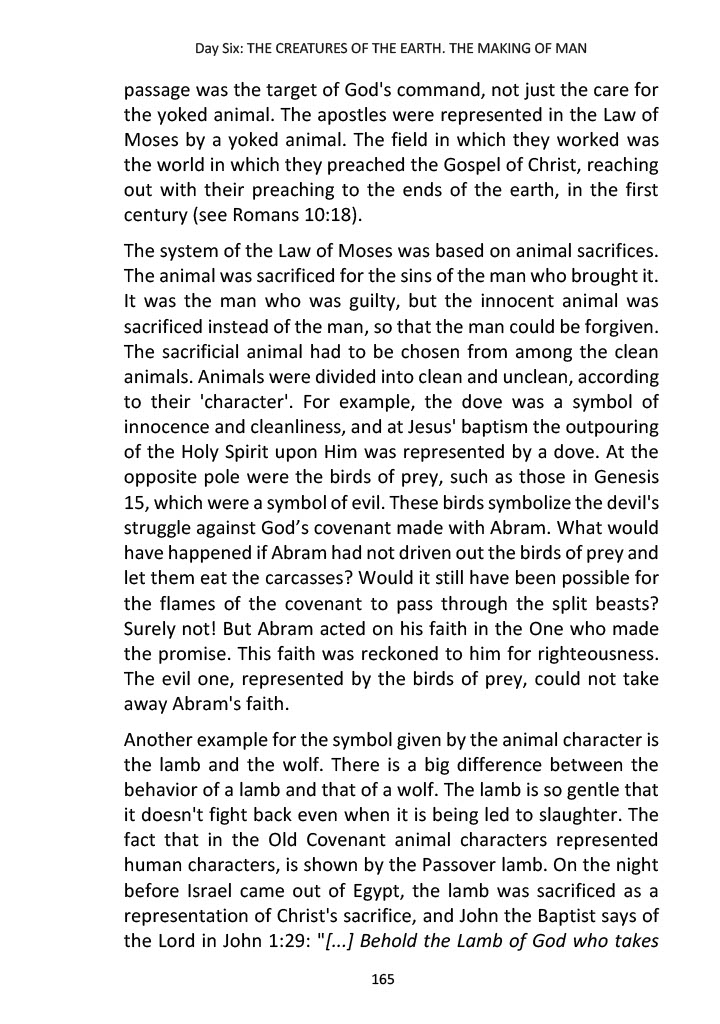 Day Six: THE CREATURES OF THE EARTH. THE MAKING OF MAN
passage was the target of God's command, not just the care for
the yoked animal. The apostles were represented in the Law of
Moses by a yoked animal. The field in which they worked was
the world in which they preached the Gospel of Christ, reaching
out with their preaching to the ends of the earth, in the first
century (see Romans 10:18).
The system of the Law of Moses was based on animal sacrifices.
The animal was sacrificed for the sins of the man who brought it.
It was the man who was guilty, but the innocent animal was
sacrificed instead of the man, so that the man could be forgiven.
The sacrificial animal had to be chosen from among the clean
animals. Animals were divided into clean and unclean, according
to their 'character'. For example, the dove was a symbol of
innocence and cleanliness, and at Jesus' baptism the outpouring
of the Holy Spirit upon Him was represented by a dove. At the
opposite pole were the birds of prey, such as those in Genesis
15, which were a symbol of evil. These birds symbolize the devil's
struggle against God’s covenant made with Abram. What would
have happened if Abram had not driven out the birds of prey and
let them eat the carcasses? Would it still have been possible for
the flames of the covenant to pass through the split beasts?
Surely not! But Abram acted on his faith in the One who made
the promise. This faith was reckoned to him for righteousness.
The evil one, represented by the birds of prey, could not take
away Abram's faith.
Another example for the symbol given by the animal character is
the lamb and the wolf. There is a big difference between the
behavior of a lamb and that of a wolf. The lamb is so gentle that
it doesn't fight back even when it is being led to slaughter. The
fact that in the Old Covenant animal characters represented
human characters, is shown by the Passover lamb. On the night
before Israel came out of Egypt, the lamb was sacrificed as a
representation of Christ's sacrifice, and John the Baptist says of
the Lord in John 1:29: "[...] Behold the Lamb of God who takes
165